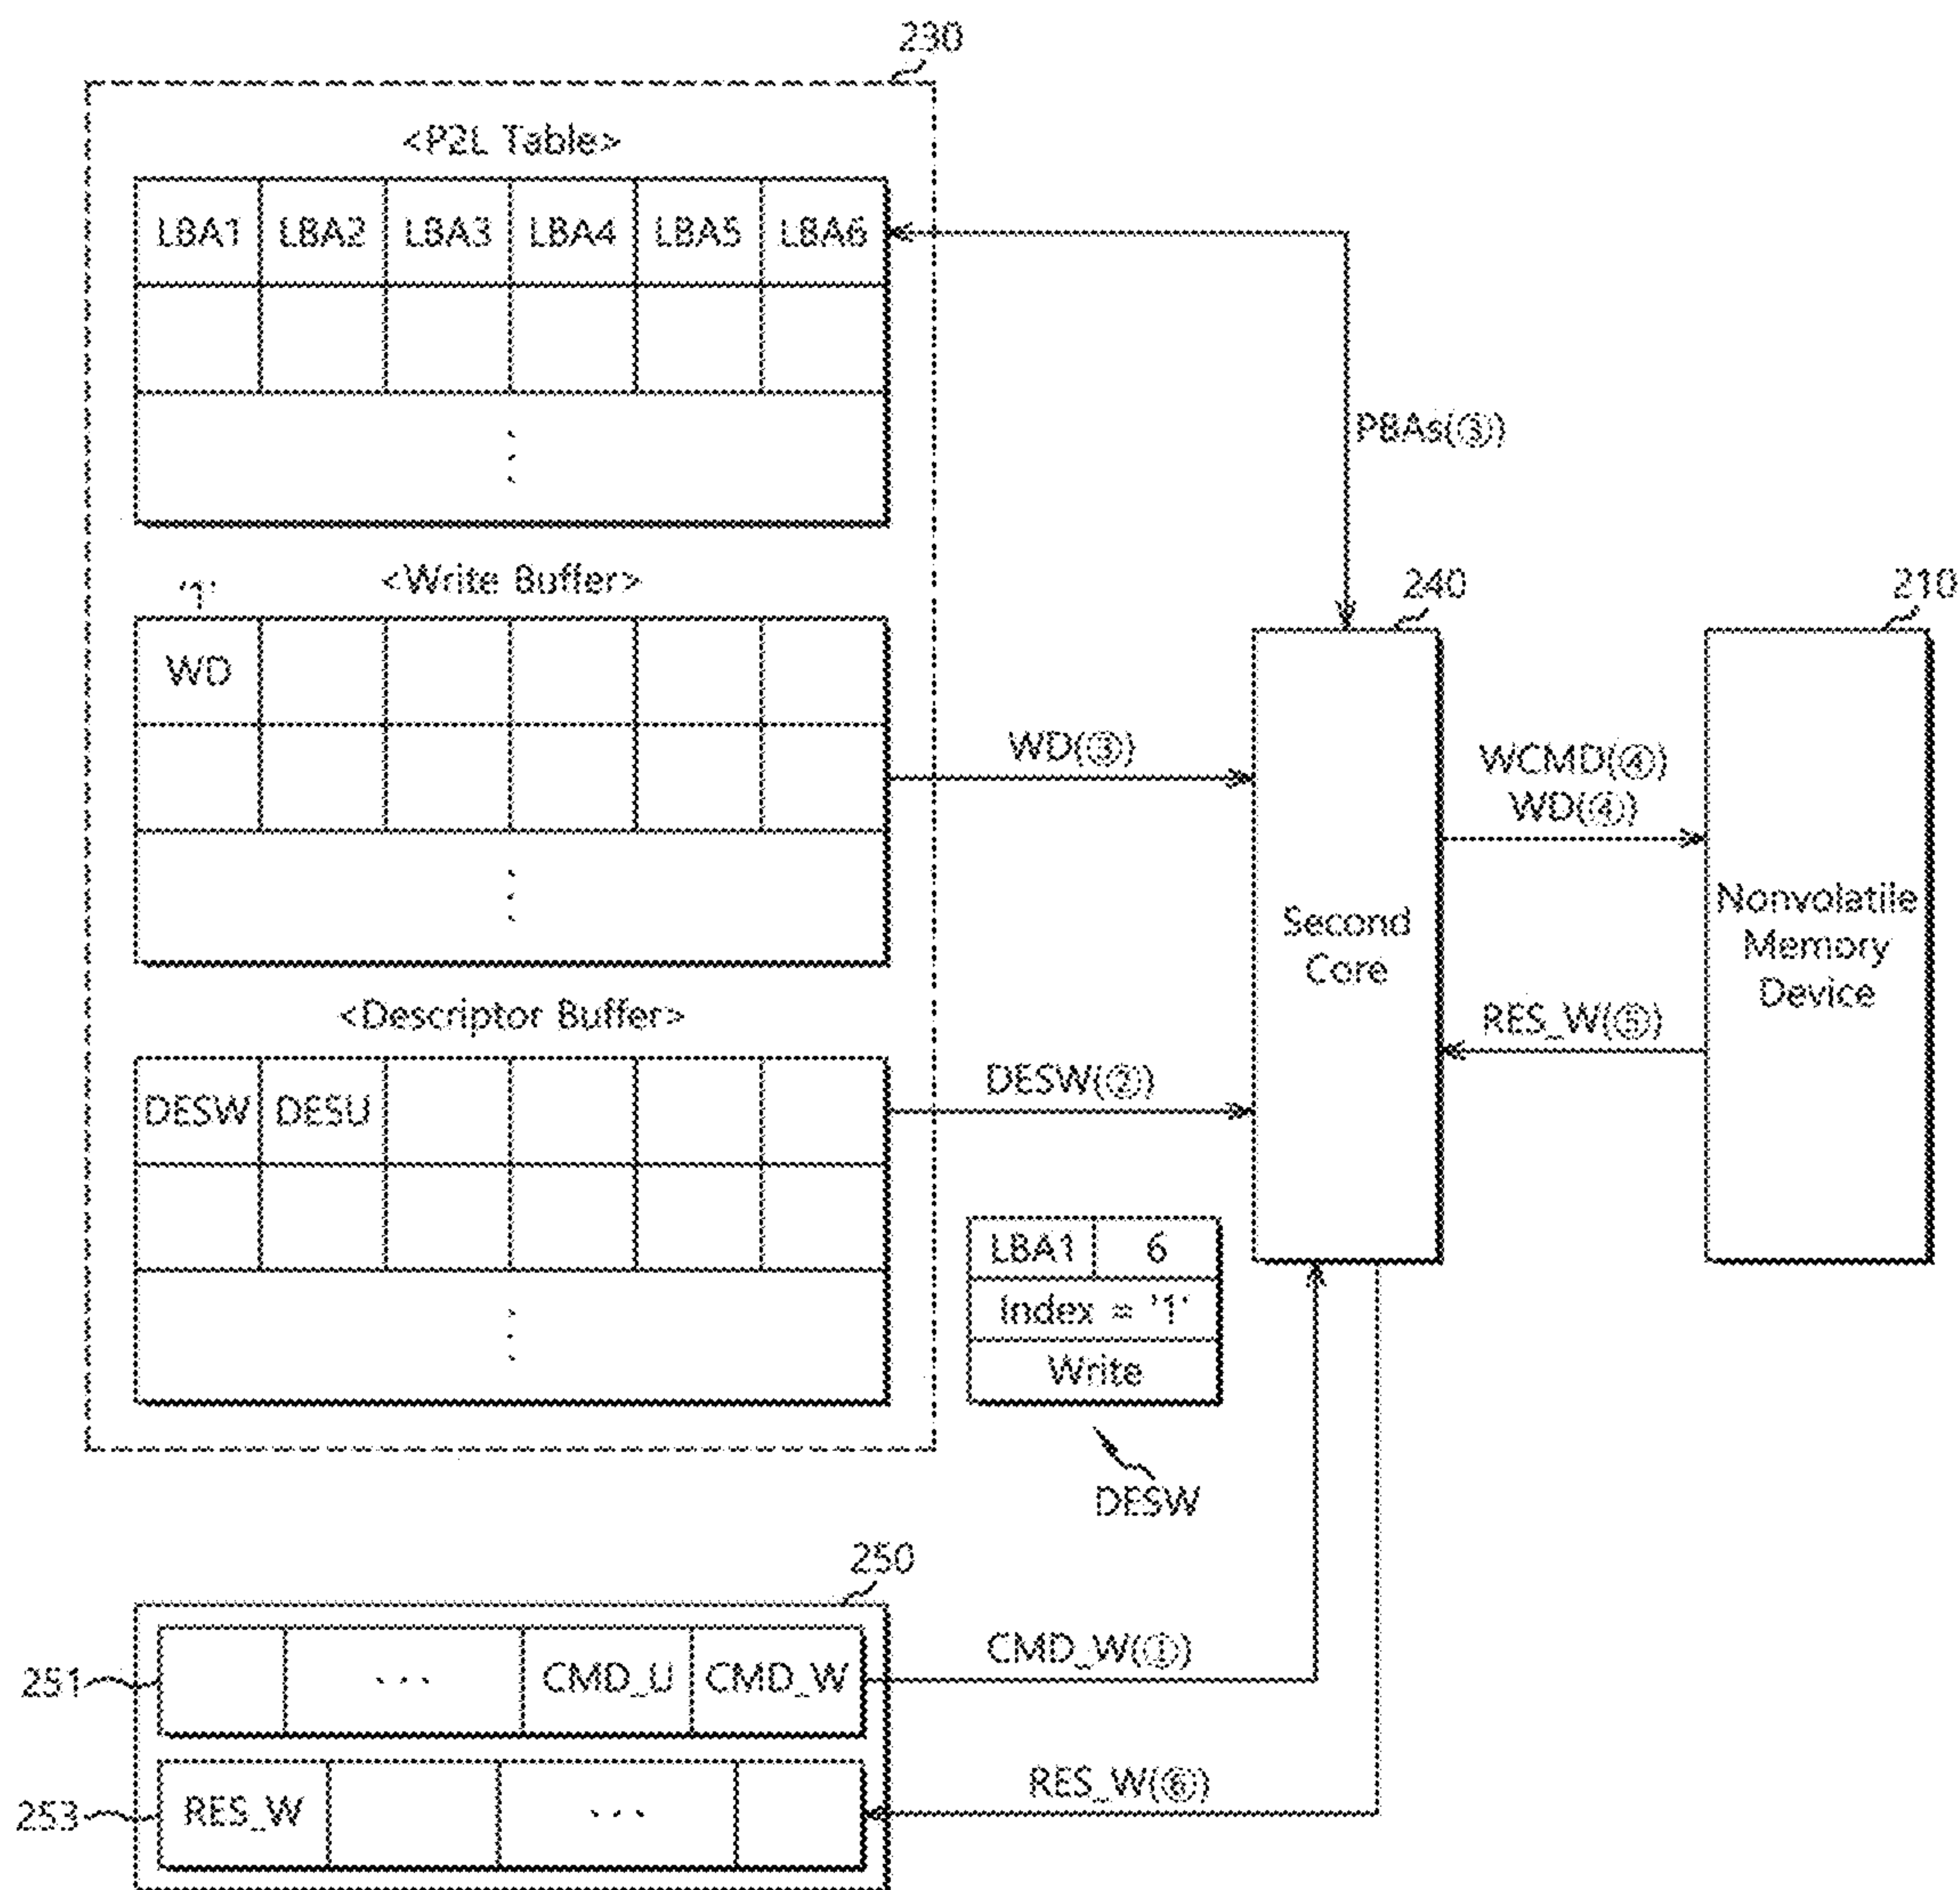 230
<P2L Table>
LBA1 LBA2 LBA3 LBA4 LBA5 LBA6
PBAs(③)
'1' <Write Buffer>
240
210
WD
WD(③)
WCMD(④)
WD(④)
Second
Core
Nonvolatile
Memory
Device
RES_W(⑤)
<Descriptor Buffer>
DESW DESU
DESW(②)
LBA1 6
Index = '1'
Write
DESW
250
251
CMD_U CMD_W
CMD_W(①)
253
RES_W
RES_W(⑥)